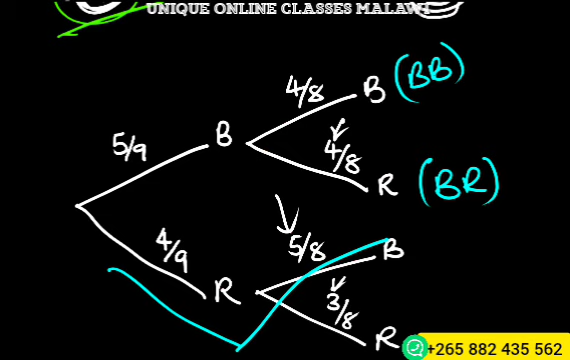 UNIQUE ONLINE CLASSES MALAWI
4/8 B (BB)
5/9 B
4/8 R (BR)
4/9 R
5/8 B
3/8 R
+265 882 435 562